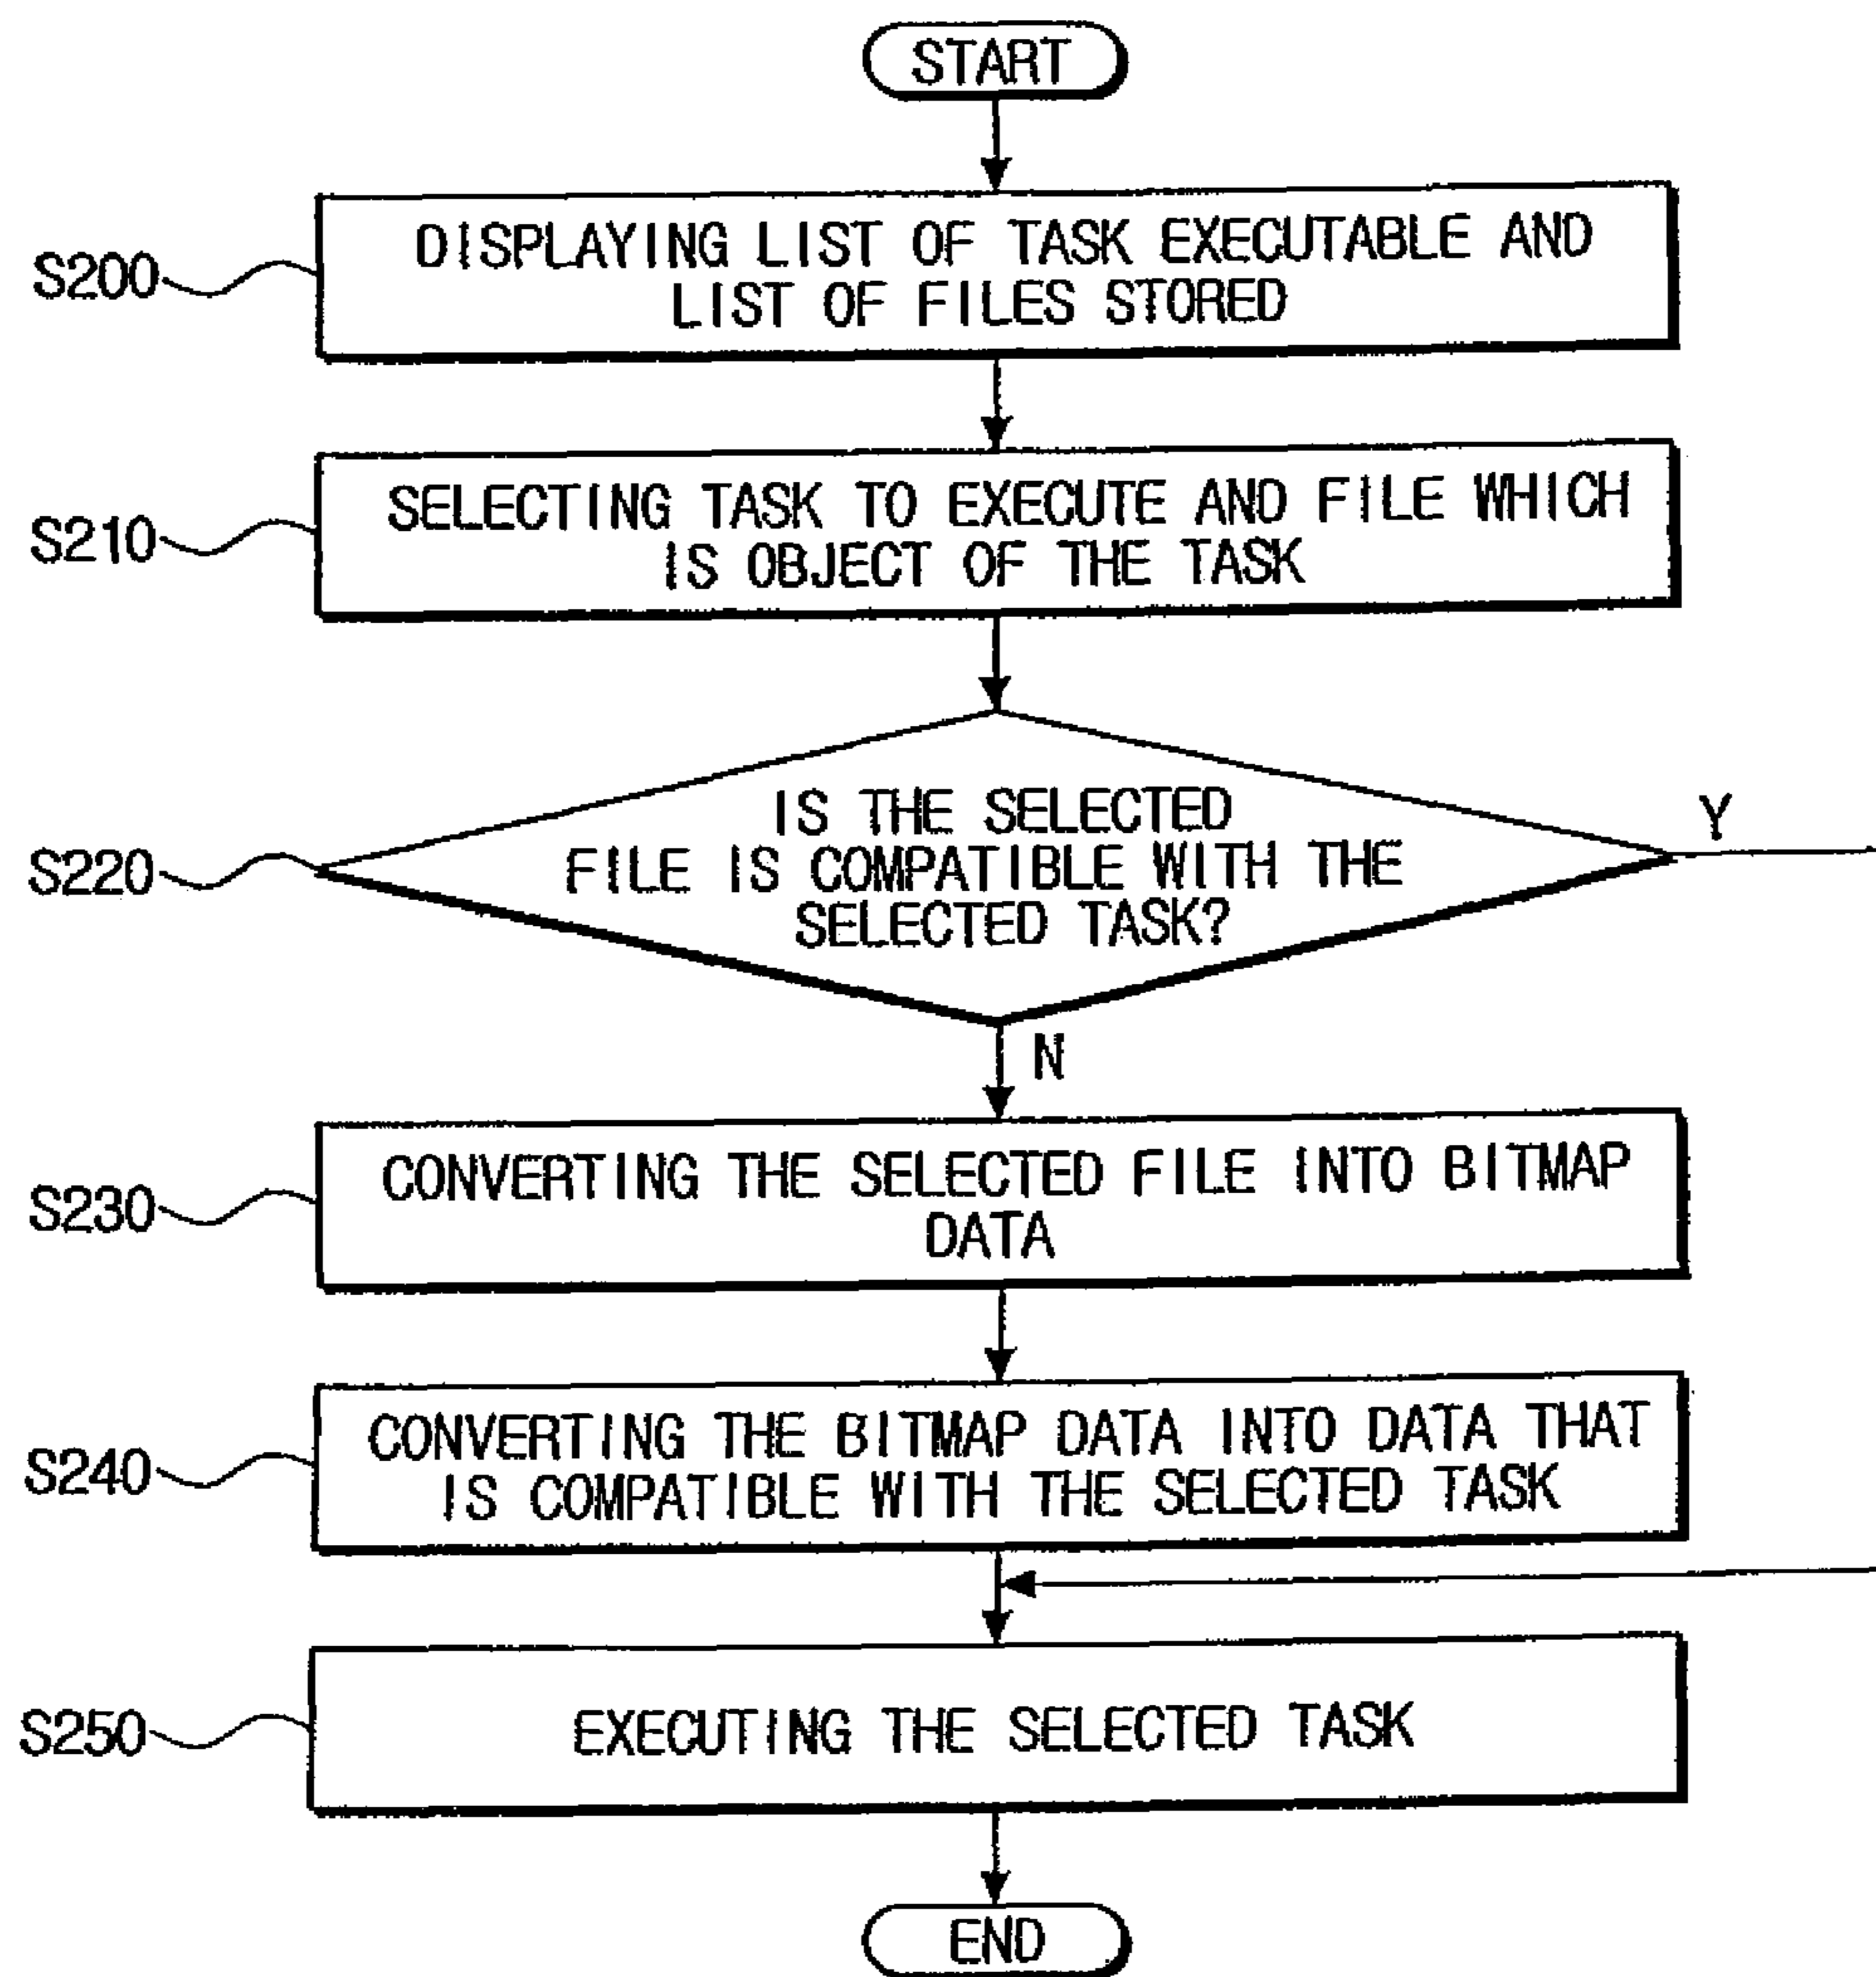 START
S200
DISPLAYING LIST OF TASK EXECUTABLE AND
LIST OF FILES STORED
S210
SELECTING TASK TO EXECUTE AND FILE WHICH
IS OBJECT OF THE TASK
S220
IS THE SELECTED
FILE IS COMPATIBLE WITH THE
SELECTED TASK?
Y
N
S230
CONVERTING THE SELECTED FILE INTO BITMAP
DATA
S240
CONVERTING THE BITMAP DATA INTO DATA THAT
IS COMPATIBLE WITH THE SELECTED TASK
S250
EXECUTING THE SELECTED TASK
END